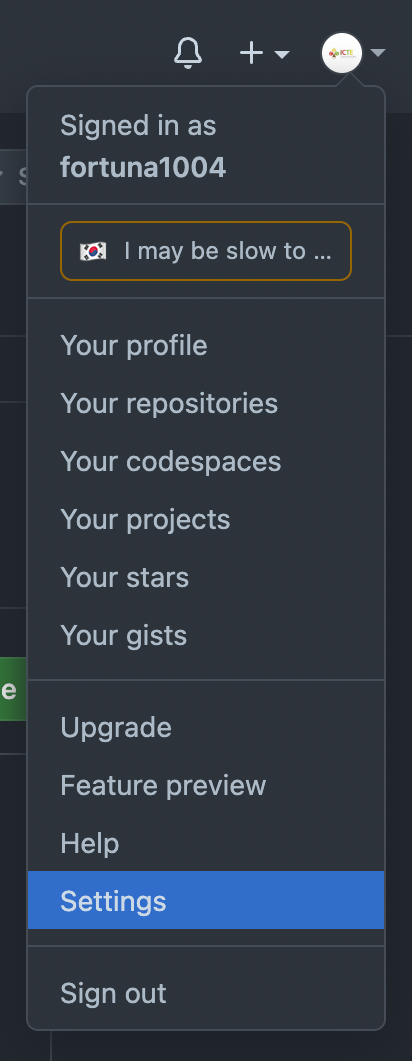 ICTE
Signed in as
fortuna1004
I may be slow to ...
Your profile
Your repositories
Your codespaces
Your projects
Your stars
Your gists
e
Upgrade
Feature preview
Help
Settings
Sign out